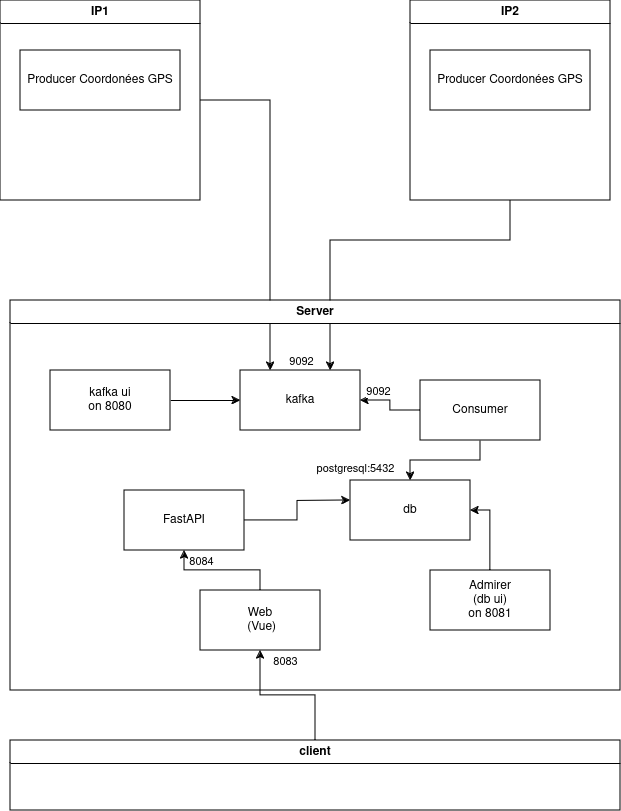 IP1
IP2
Producer Coordonées GPS
Producer Coordonées GPS
Server
9092
kafka ui
on 8080
kafka
9092
Consumer
postgresql:5432
FastAPI
db
8084
Web
(Vue)
Admirer
(db ui)
on 8081
8083
client